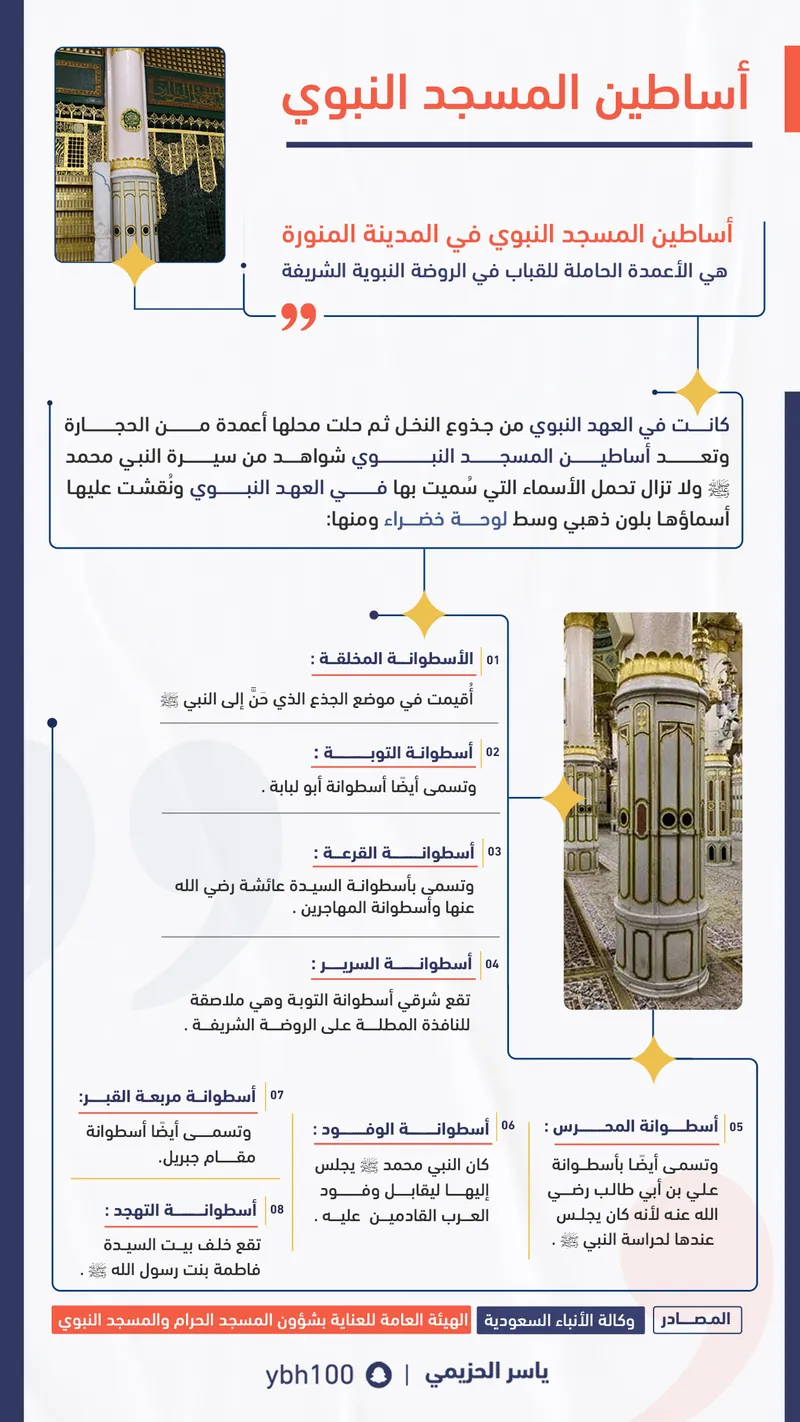 أساطين المسجد النبوي
أساطين المسجد النبوي في المدينة المنورة
هي الأعمدة الحاملة للقباب في الروضة النبوية الشريفة
كانت في العهد النبوي من جذوع النخل ثم حلت محلها أعمدة من الحجارة
وتعد أساطين المسجد النبوي شواهد من سيرة النبي محمد
ﷺ ولا تزال تحمل الأسماء التي سُميت بها في العهد النبوي ونُقشت عليها
أسماؤها بلون ذهبي وسط لوحة خضراء ومنها:
01 الأسطوانة المخلقة :
أُقيمت في موضع الجذع الذي حَنَّ إلى النبي ﷺ
02 أسطوانة التوبة :
وتسمى أيضًا أسطوانة أبو لبابة .
03 أسطوانة القرعة :
وتسمى بأسطوانة السيدة عائشة رضي الله
عنها وأسطوانة المهاجرين .
04 أسطوانة السرير :
تقع شرقي أسطوانة التوبة وهي ملاصقة
للنافذة المطلة على الروضة الشريفة .
05 أسطوانة المحرس :
وتسمى أيضًا بأسطوانة
علي بن أبي طالب رضي
الله عنه لأنه كان يجلس
عندها لحراسة النبي ﷺ .
06 أسطوانة الوفود :
كان النبي محمد ﷺ يجلس
إليها ليقابل وفود
العرب القادمين عليه .
07 أسطوانة مربعة القبر:
وتسمى أيضًا أسطوانة
مقام جبريل.
08 أسطوانة التهجد :
تقع خلف بيت السيدة
فاطمة بنت رسول الله ﷺ .
المصادر وكالة الأنباء السعودية الهيئة العامة للعناية بشؤون المسجد الحرام والمسجد النبوي
ياسر الحزيمي | ybh100